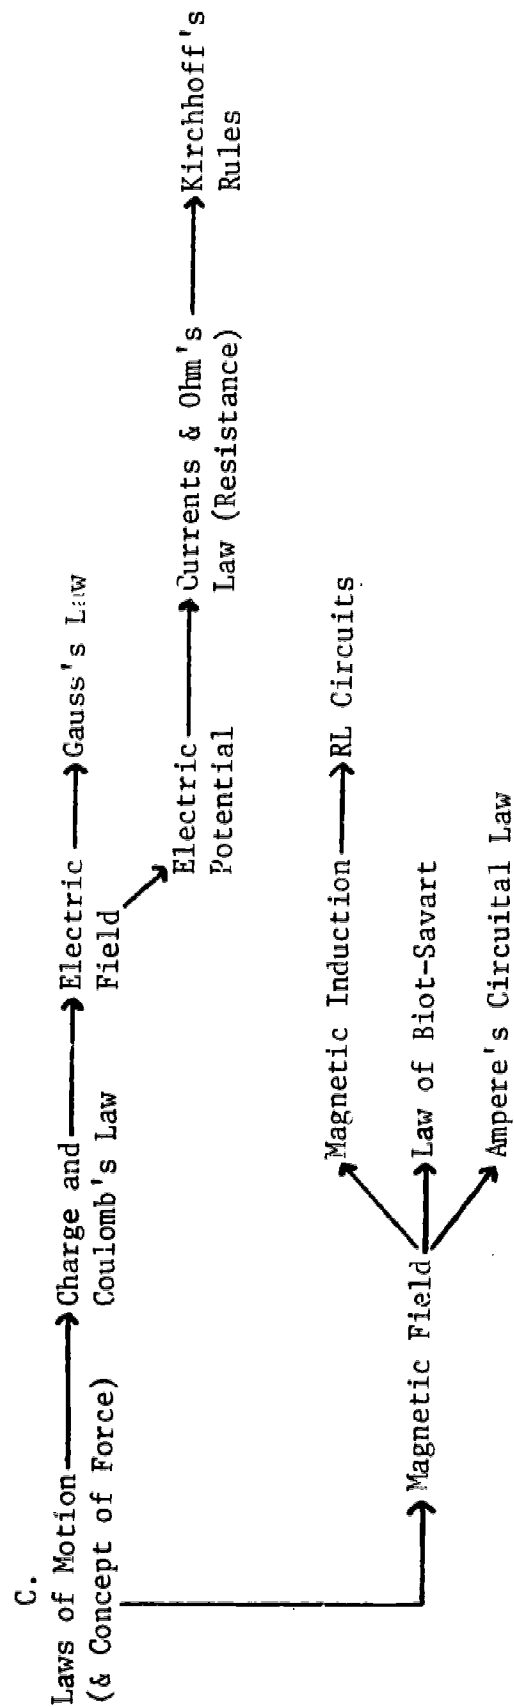 C.
Laws of Motion
(& Concept of Force)
Charge and
Coulomb's Law
Electric
Field
Gauss's Law
Electric
Potential
Currents & Ohm's
Law (Resistance)
Kirchhoff's
Rules
Magnetic Field
Magnetic Induction
RL Circuits
Law of Biot-Savart
Ampere's Circuital Law